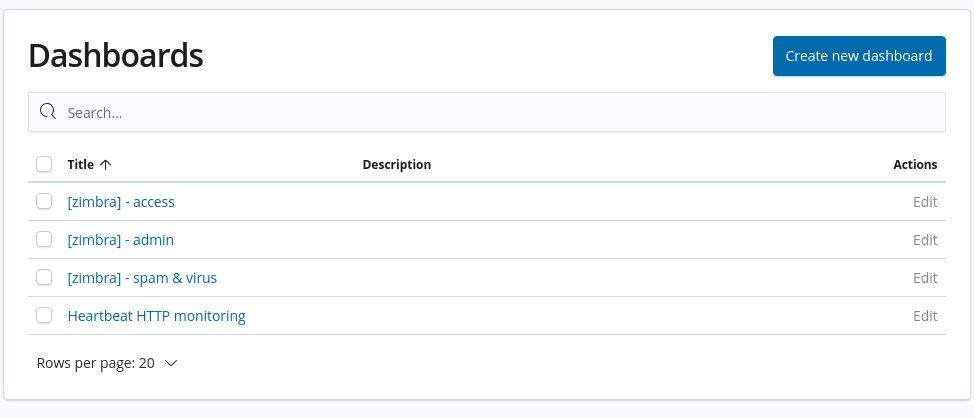 Dashboards
Create new dashboard
Search...
Title Description Actions
[zimbra] - access Edit
[zimbra] - admin Edit
[zimbra] - spam & virus Edit
Heartbeat HTTP monitoring Edit
Rows per page: 20